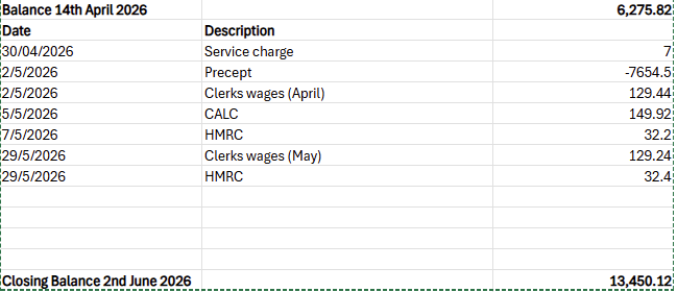 Balance 14th April 2026 6,275.82
Date Description
30/04/2026 Service charge 7
2/5/2026 Precept -7654.5
2/5/2026 Clerks wages (April) 129.44
5/5/2026 CALC 149.92
7/5/2026 HMRC 32.2
29/5/2026 Clerks wages (May) 129.24
29/5/2026 HMRC 32.4
Closing Balance 2nd June 2026 13,450.12